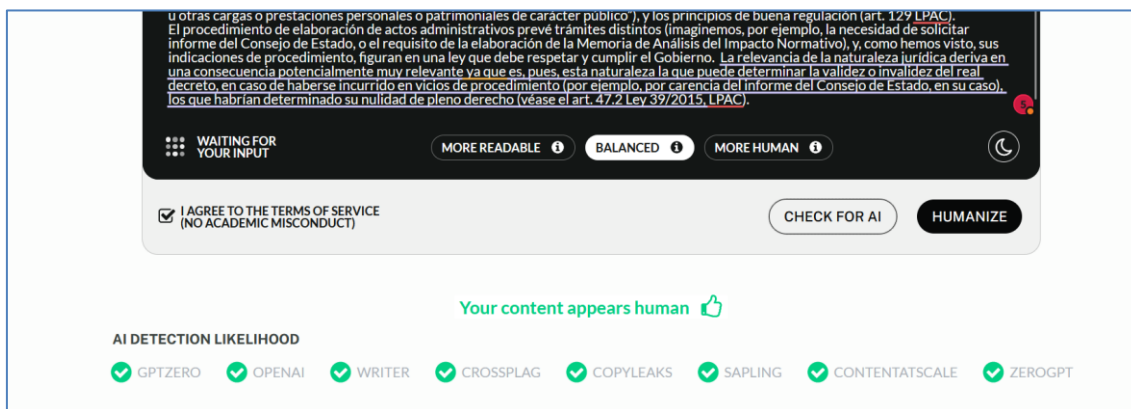 u otras cargas o prestaciones personales o patrimoniales de carácter público"), y los principios de buena regulación (art. 129 LPAC).
El procedimiento de elaboración de actos administrativos prevé trámites distintos (imaginemos, por ejemplo, la necesidad de solicitar
informe del Consejo de Estado, o el requisito de la elaboración de la Memoria de Análisis del Impacto Normativo), y, como hemos visto, sus
indicaciones de procedimiento, figuran en una ley que debe respetar y cumplir el Gobierno. La relevancia de la naturaleza jurídica deriva en
una consecuencia potencialmente muy relevante ya que es, pues, esta naturaleza la que puede determinar la validez o invalidez del real
decreto, en caso de haberse incurrido en vicios de procedimiento (por ejemplo, por carencia del informe del Consejo de Estado, en su caso),
los que habrían determinado su nulidad de pleno derecho (véase el art. 47.2 Ley 39/2015, LPAC).
WAITING FOR
YOUR INPUT
MORE READABLE
BALANCED
MORE HUMAN
I AGREE TO THE TERMS OF SERVICE
(NO ACADEMIC MISCONDUCT)
CHECK FOR AI
HUMANIZE
Your content appears human
AI DETECTION LIKELIHOOD
GPTZERO OPENAI WRITER CROSSPLAG COPYLEAKS SAPLING CONTENTATSCALE ZEROGPT